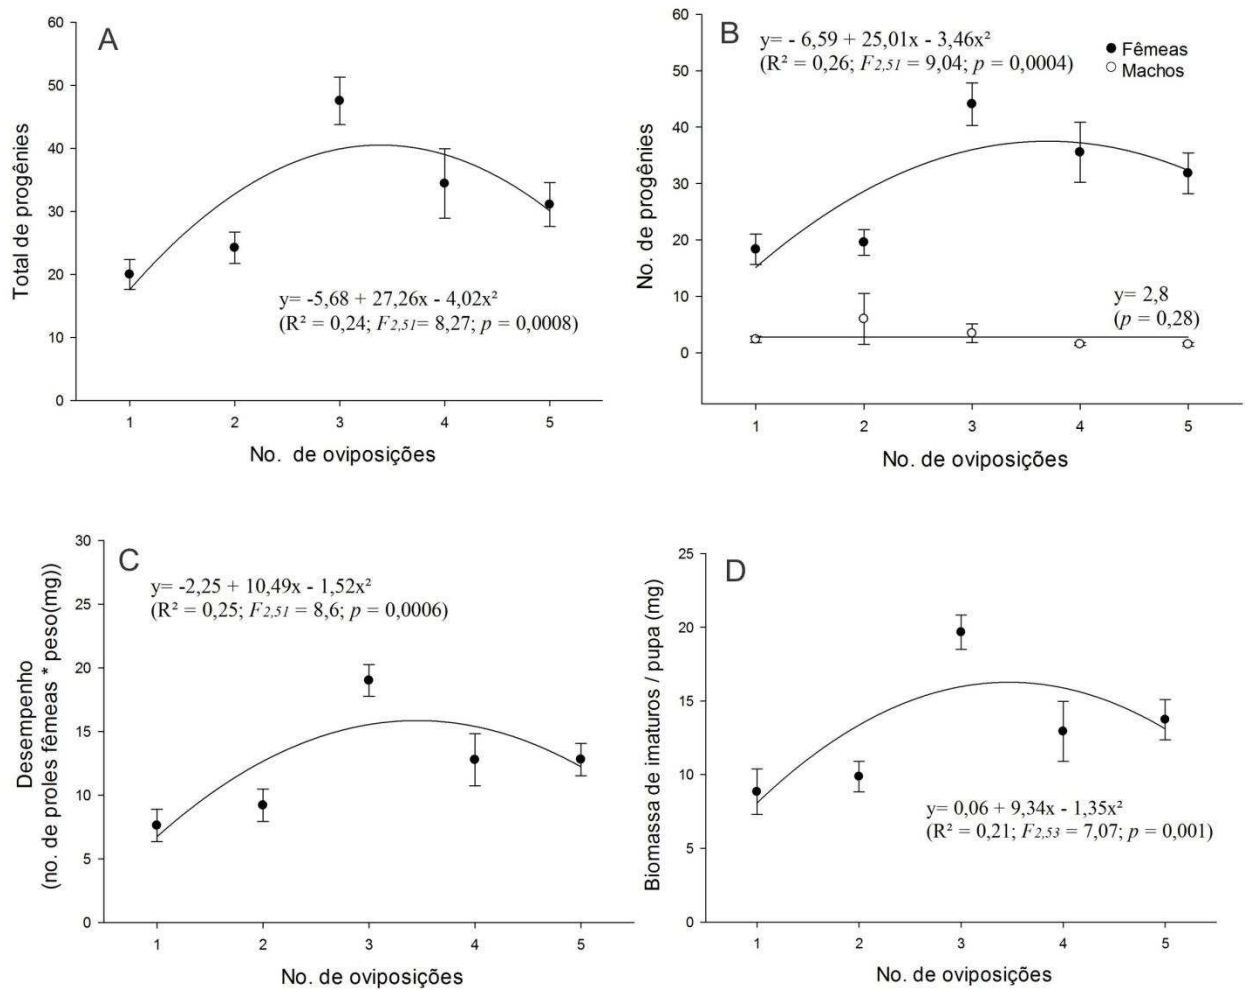 A
Total de progênies
60
50
40
30
20
10
0
y= -5,68 + 27,26x - 4,02x²
(R² = 0,24; F2,51= 8,27; p = 0,0008)
1 2 3 4 5
No. de oviposições
B
No. de progênies
60
50
40
30
20
10
0
y= - 6,59 + 25,01x - 3,46x²
(R² = 0,26; F2,51 = 9,04; p = 0,0004)
Fêmeas
Machos
y= 2,8
(p = 0,28)
1 2 3 4 5
No. de oviposições
C
Desempenho
(no. de proles fêmeas * peso(mg))
30
25
20
15
10
5
0
y= -2,25 + 10,49x - 1,52x²
(R² = 0,25; F2,51 = 8,6; p = 0,0006)
1 2 3 4 5
No. de oviposições
D
Biomassa de imaturos / pupa (mg)
25
20
15
10
5
0
y= 0,06 + 9,34x - 1,35x²
(R² = 0,21; F2,53 = 7,07; p = 0,001)
1 2 3 4 5
No. de oviposições